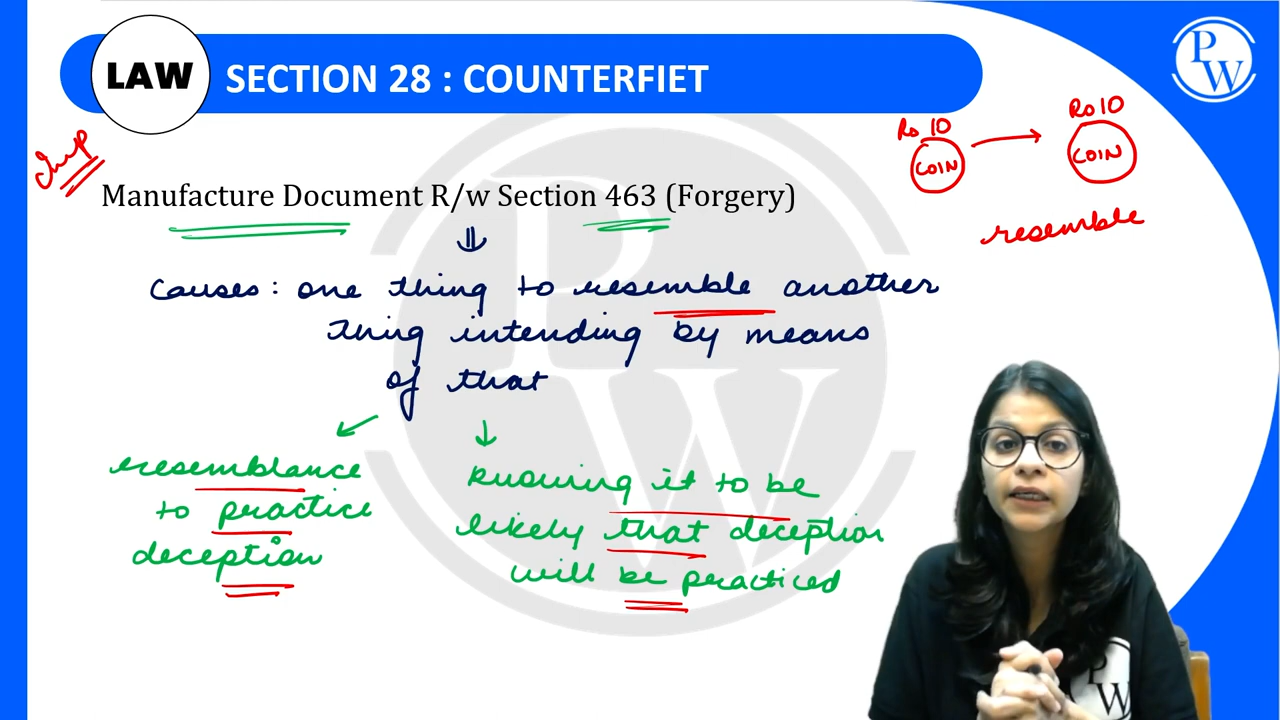 LAW
SECTION 28 : COUNTERFIET
PW
Imp
Rs 10
COIN
Rs 10
COIN
resemble
Manufacture Document R/w Section 463 (Forgery)
causes : one thing to resemble another
thing intending by means
of that
resemblance
to practice
deception
knowing it to be
likely that deception
will be practiced
PW
PW